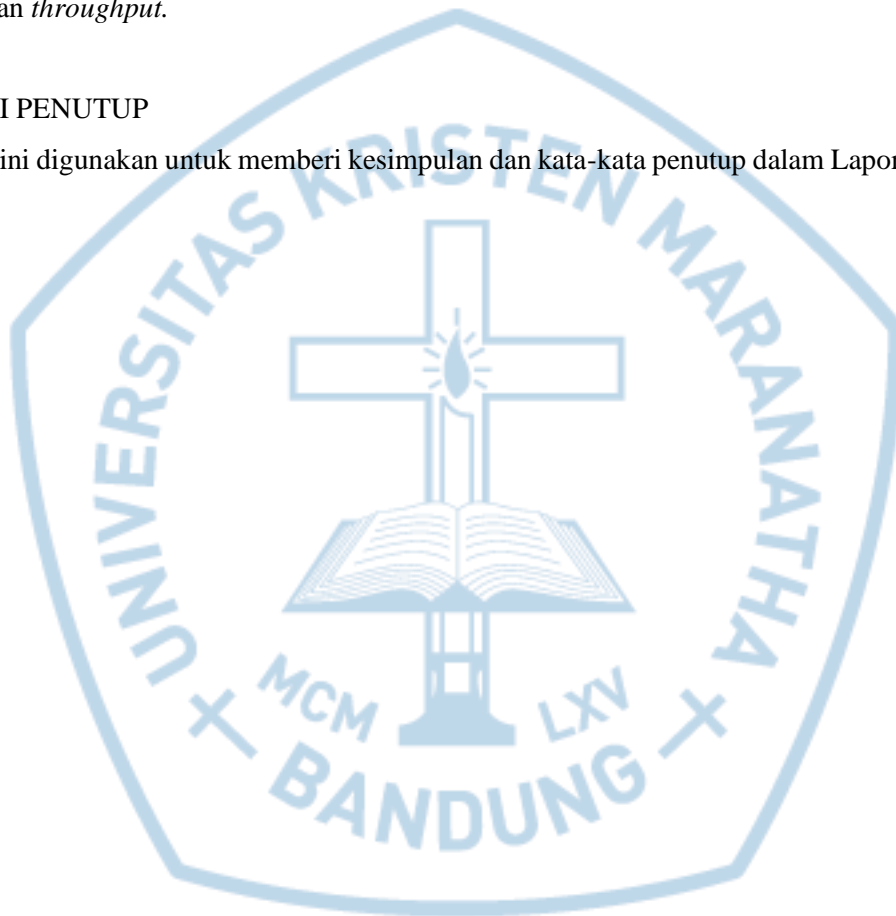 an throughput.
I PENUTUP
ini digunakan untuk memberi kesimpulan dan kata-kata penutup dalam Lapor
UNIVERSITAS KRISTEN MARANATHA
MCM LXV
BANDUNG